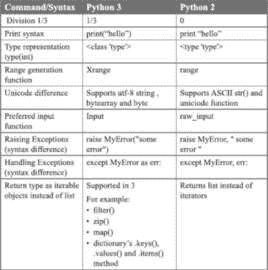 Command/Syntax Python 3 Python 2
Division 1/3 1/3 0
Print syntax print("hello") print "hello"
Type representation <class 'type'> <type 'type'>
type(int)
Range generation Xrange range
function
Unicode difference Supports utf-8 string , Supports ASCII str() and
bytearray and byte uniciode function
Preferred input Input raw_input
function
Raising Exceptions raise MyError("some raise MyError, " some
(syntax difference) error") error "
Handling Exceptions except MyError as err: except MyError, err:
(syntax difference)
Return type as iterable Supported in 3 Returns list instead of
objects instead of list For example: iterators
• filter()
• zip()
• map()
• dictionary's .keys(),
.values() and .items()
method